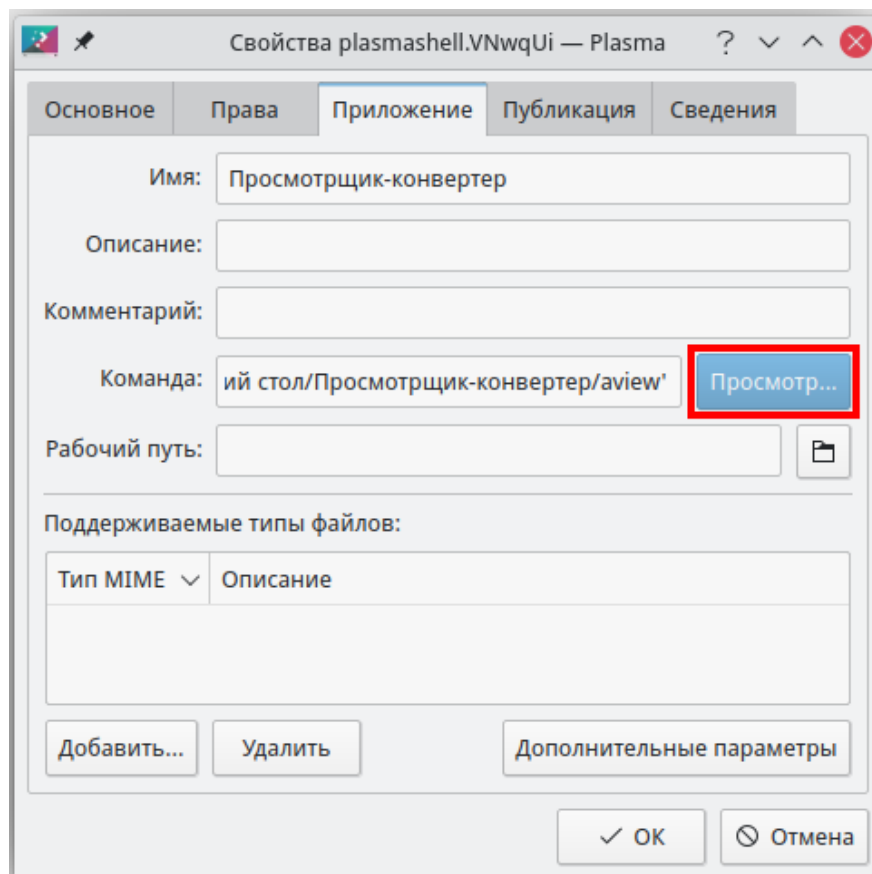 Свойства plasmashell.VNwqUi — Plasma
Основное Права Приложение Публикация Сведения
Имя: Просмотрщик-конвертер
Описание:
Комментарий:
Команда: ий стол/Просмотрщик-конвертер/aview' Просмотр...
Рабочий путь:
Поддерживаемые типы файлов:
Тип MIME Описание
Добавить... Удалить Дополнительные параметры
ОК Отмена